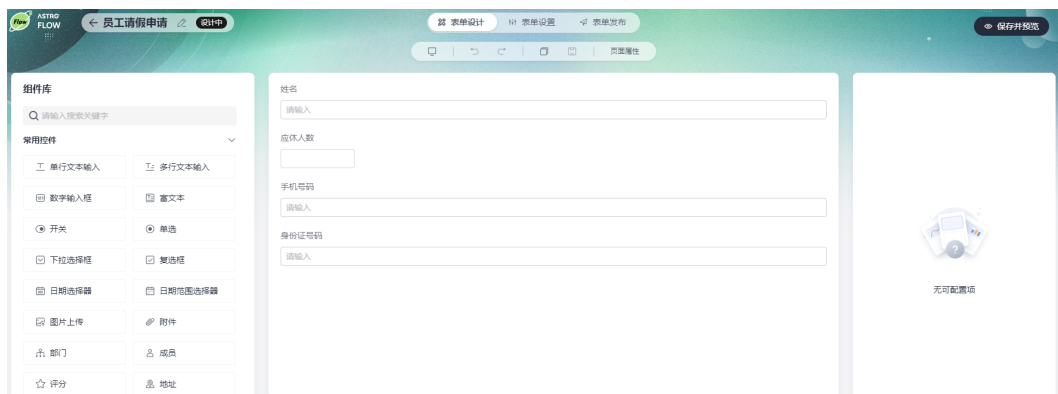 Flow
ASTRO FLOW
员工请假申请 设计中
表单设计 表单设置 表单发布
保存并预览
页面属性
组件库
请输入搜索关键字
常用控件
单行文本输入 多行文本输入
数字输入框 富文本
开关 单选
下拉选择框 复选框
日期选择器 日期范围选择器
图片上传 附件
部门 成员
评分 地址
姓名
请输入
应休人数
手机号码
请输入
身份证号码
请输入
无可配置项